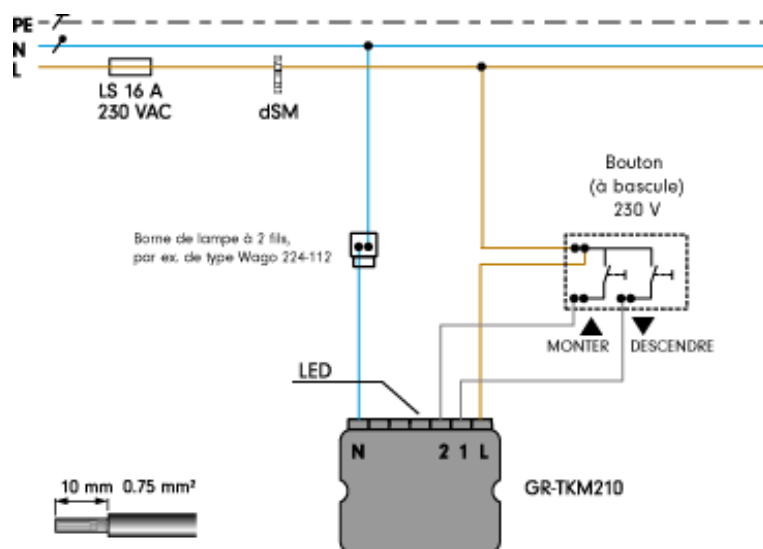 PE
N
L
LS 16 A
230 VAC
dSM
Bouton
(à bascule)
230 V
Borne de lampe à 2 fils,
par ex. de type Wago 224-112
MONTER
DESCENDRE
LED
N 2 1 L
GR-TKM210
10 mm 0.75 mm²